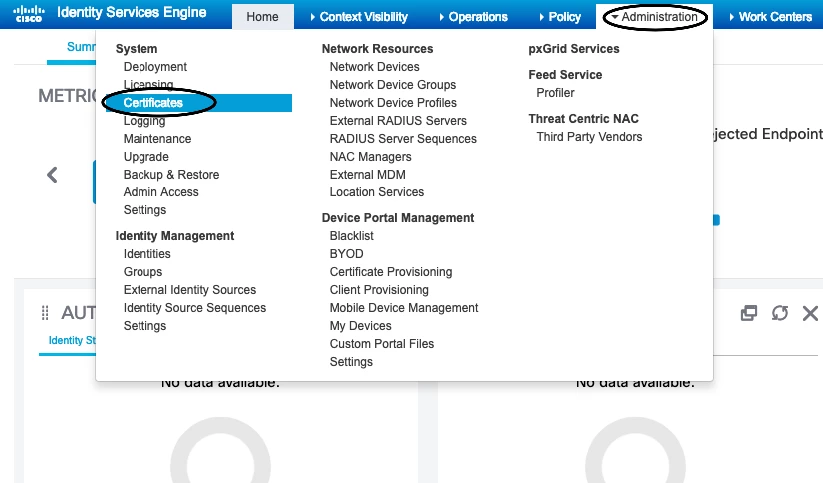 CISCO Identity Services Engine Home Context Visibility Operations Policy Administration Work Centers
Summ
System
Deployment
Licensing
Certificates
Logging
Maintenance
Upgrade
Backup & Restore
Admin Access
Settings
Identity Management
Identities
Groups
External Identity Sources
Identity Source Sequences
Settings
Network Resources
Network Devices
Network Device Groups
Network Device Profiles
External RADIUS Servers
RADIUS Server Sequences
NAC Managers
External MDM
Location Services
Device Portal Management
Blacklist
BYOD
Certificate Provisioning
Client Provisioning
Mobile Device Management
My Devices
Custom Portal Files
Settings
pxGrid Services
Feed Service
Profiler
Threat Centric NAC
Third Party Vendors
METRIC
jected Endpoint
AUT
Identity St
No data available.
No data available.